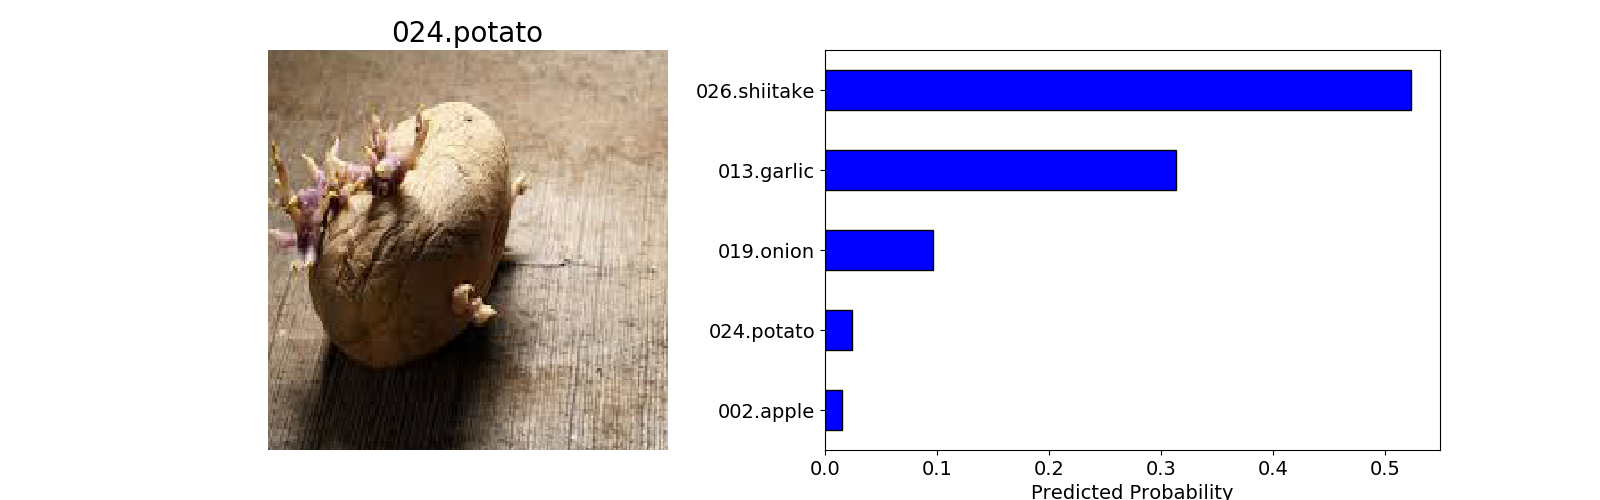 024.potato
026.shiitake
013.garlic
019.onion
024.potato
002.apple
0.0 0.1 0.2 0.3 0.4 0.5
Predicted Probability